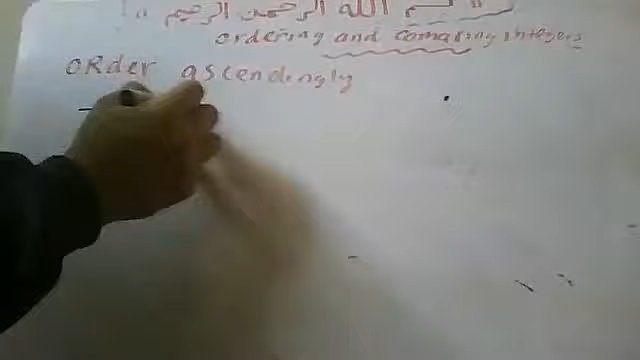 « بسم الله الرحمن الرحيم »
ordering and comaring integers
order ascendingly